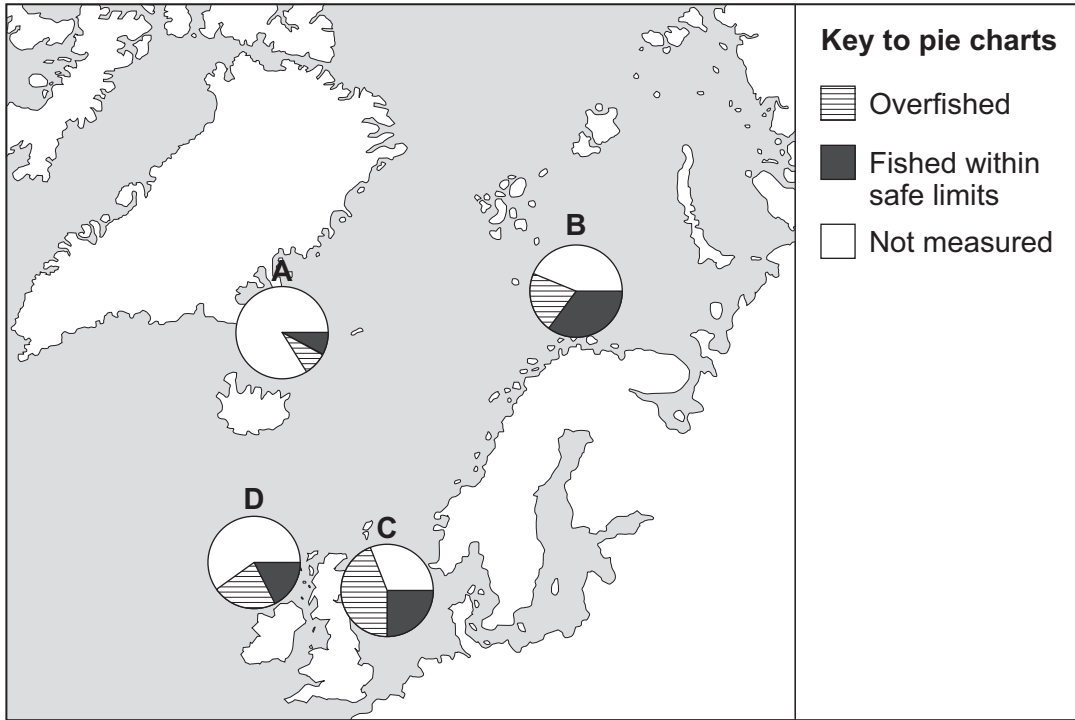 Key to pie charts
Overfished
Fished within
safe limits
Not measured
B
A
D
C